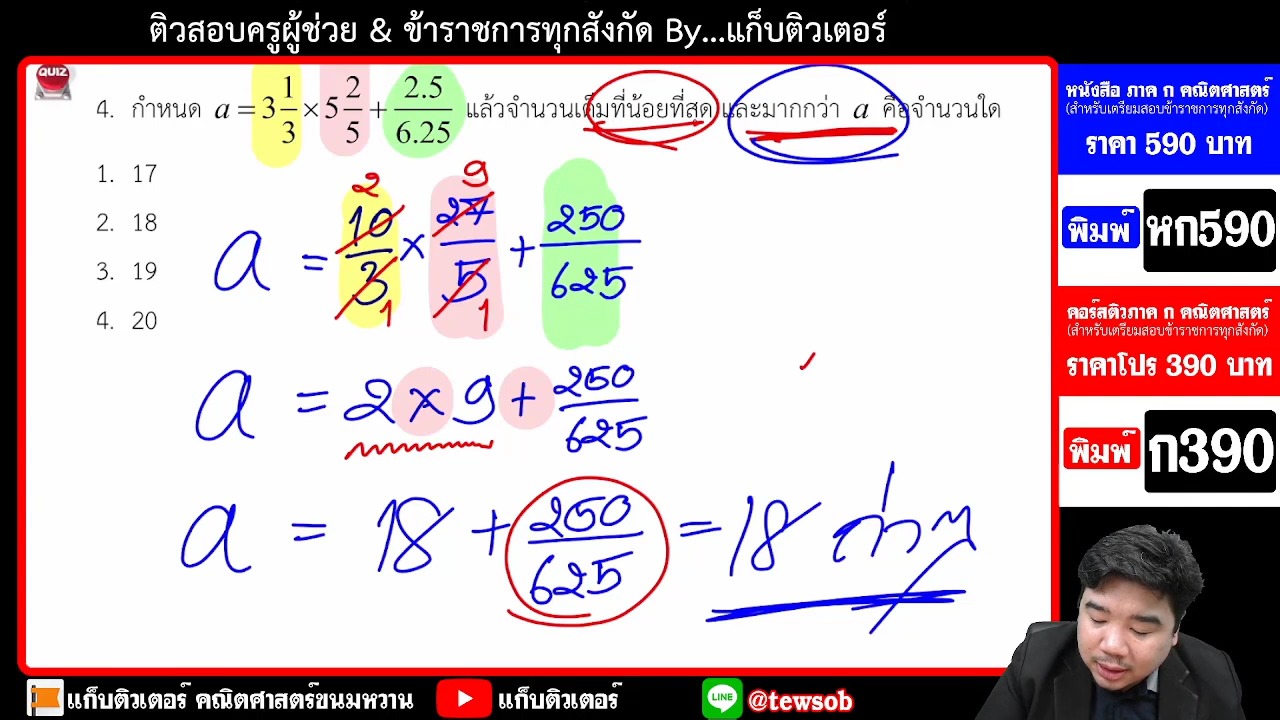 ติวสอบครูผู้ช่วย & ข้าราชการทุกสังกัด By...แก็บติวเตอร์
QUIZ
4. กำหนด a = 3 1/3 × 5 2/5 + 2.5/6.25 แล้วจำนวนเต็มที่น้อยที่สุด และมากกว่า a คือจำนวนใด
1. 17
2. 18
3. 19
4. 20
2 9
a = 10/3 × 27/5 + 250/625
1 1
a = 2 × 9 + 250/625
a = 18 + 250/625 = 18 กว่าๆ
หนังสือ ภาค ก คณิตศาสตร์
(สำหรับเตรียมสอบข้าราชการทุกสังกัด)
ราคา 590 บาท
พิมพ์ หก590
คอร์สติวภาค ก คณิตศาสตร์
(สำหรับเตรียมสอบข้าราชการทุกสังกัด)
ราคาโปร 390 บาท
พิมพ์ ก390
แก็บติวเตอร์ คณิตศาสตร์ขนมหวาน แก็บติวเตอร์ LINE @tewsob